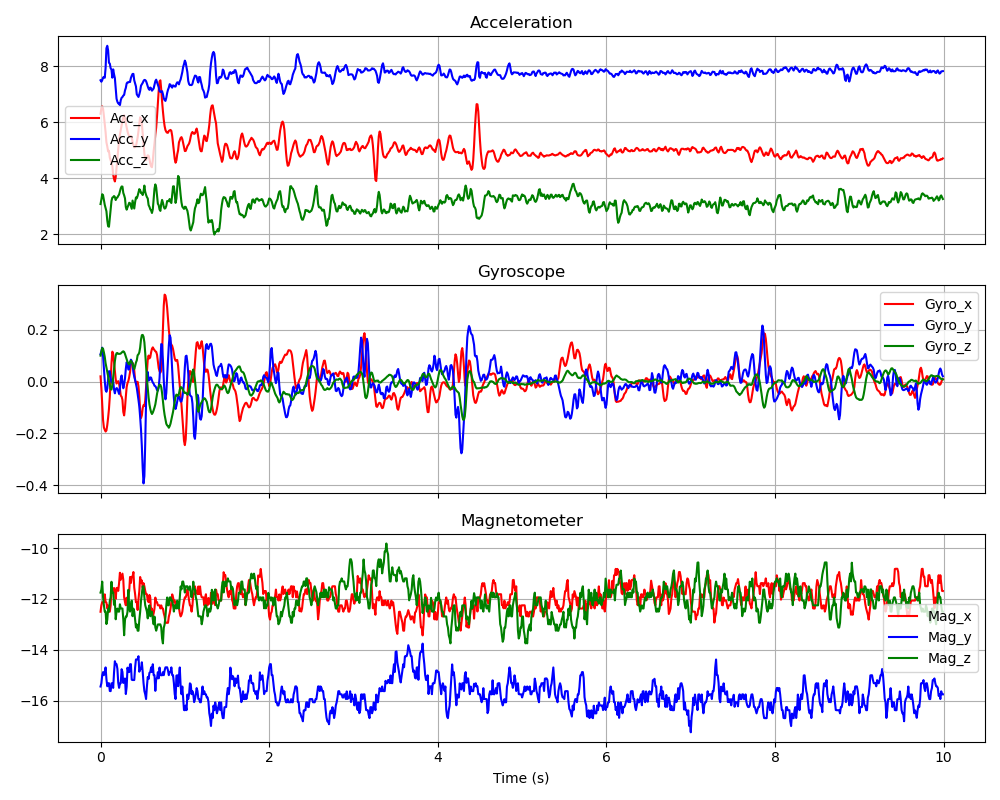 Acceleration
8
6
4
2
Acc_x
Acc_y
Acc_z
Gyroscope
0.2
0.0
−0.2
−0.4
Gyro_x
Gyro_y
Gyro_z
Magnetometer
−10
−12
−14
−16
Mag_x
Mag_y
Mag_z
0 2 4 6 8 10
Time (s)